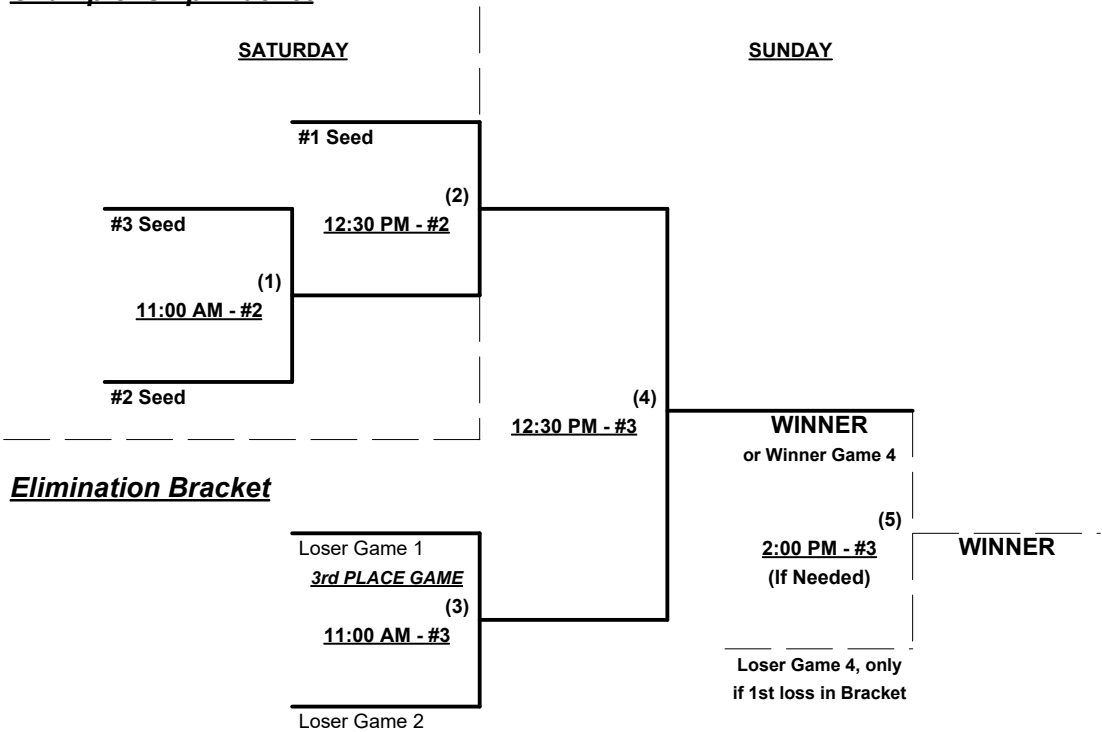 SATURDAY
SUNDAY
#1 Seed
(2)
#3 Seed
12:30 PM - #2
(1)
11:00 AM - #2
#2 Seed
(4)
12:30 PM - #3
WINNER
or Winner Game 4
Elimination Bracket
(5)
Loser Game 1
2:00 PM - #3
WINNER
3rd PLACE GAME
(If Needed)
(3)
11:00 AM - #3
Loser Game 4, only
if 1st loss in Bracket
Loser Game 2